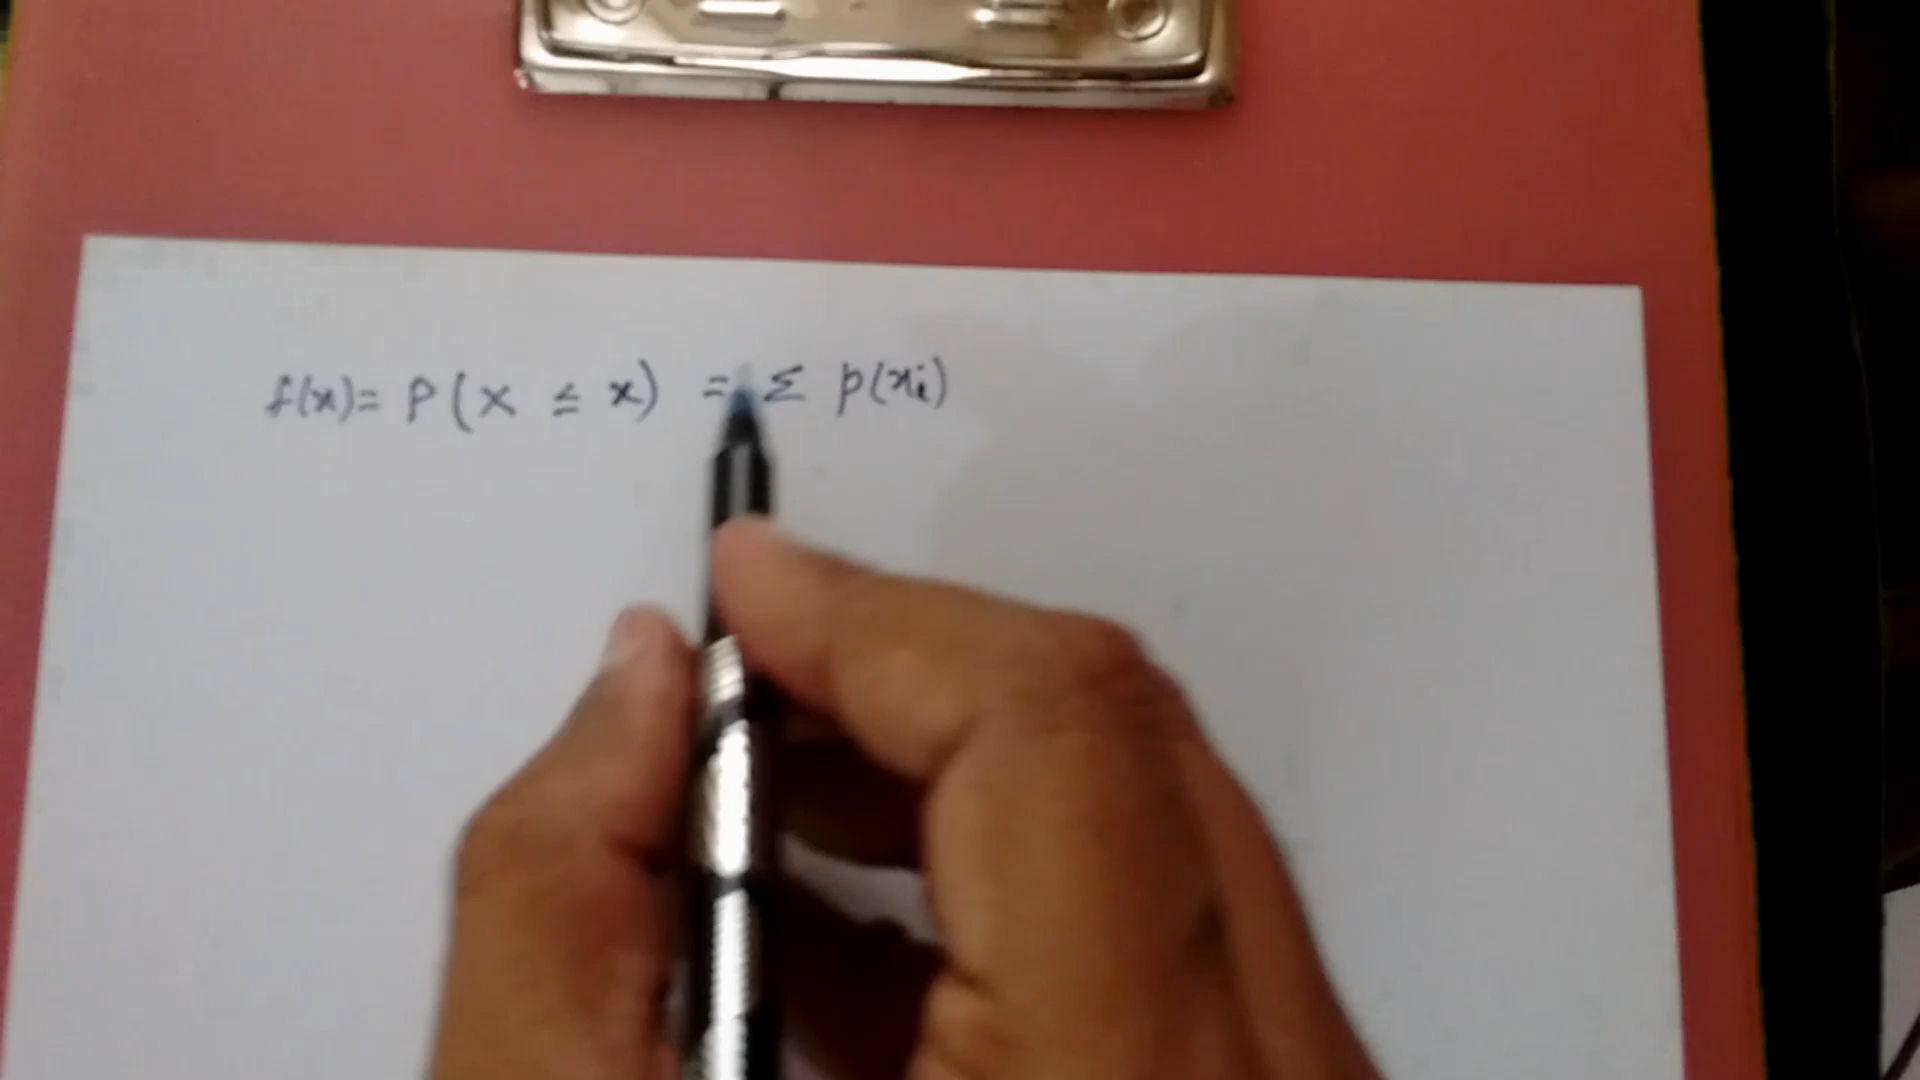 f(x)= P(X ≤ x) = Σ p(xi)